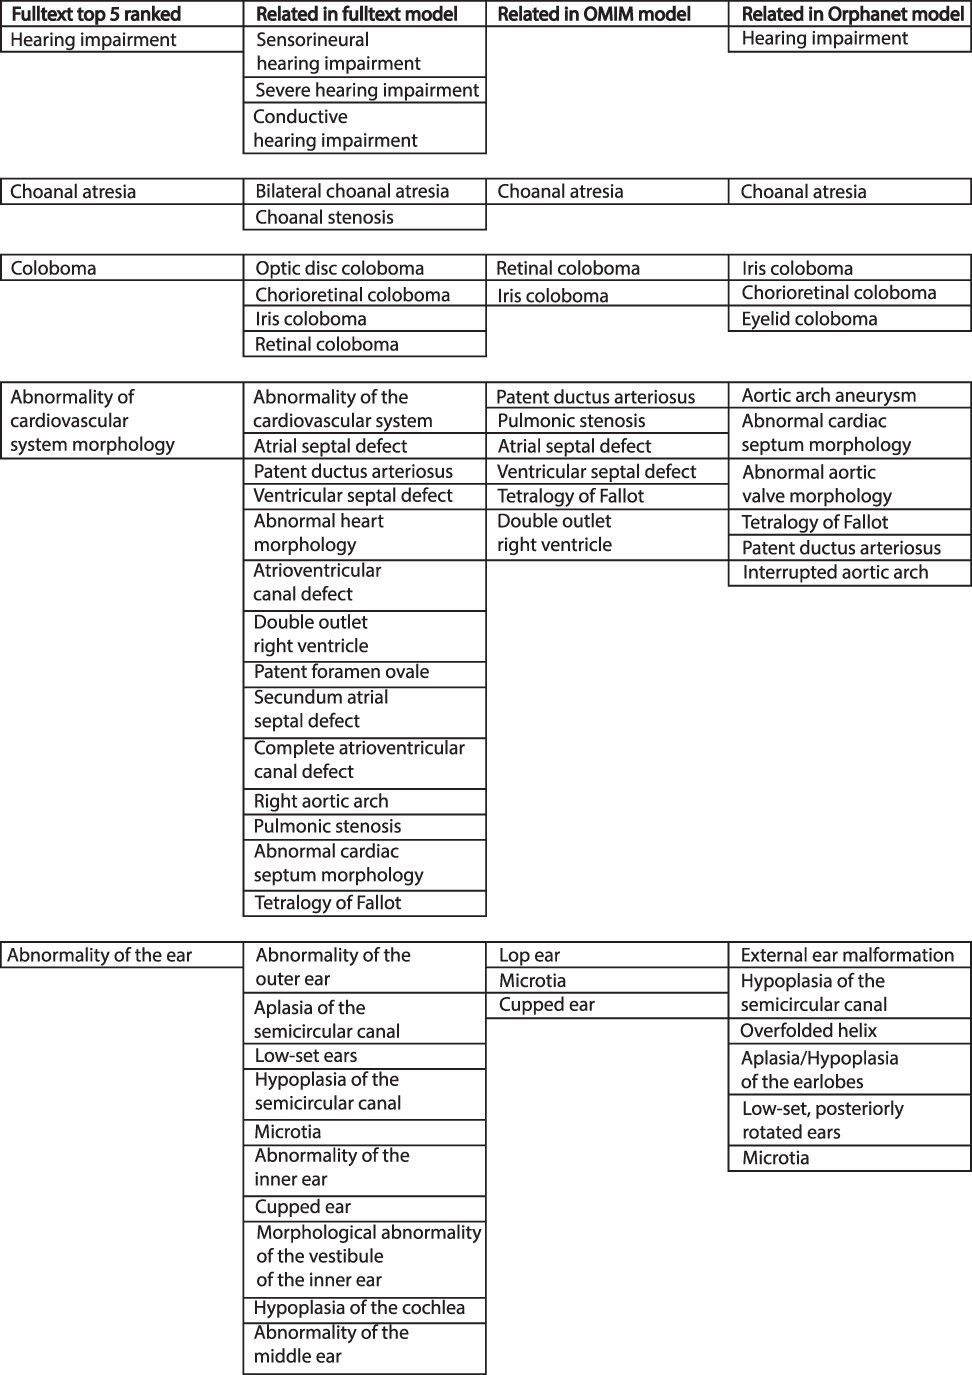 Fulltext top 5 ranked
Related in fulltext model
Related in OMIM model
Related in Orphanet model
Hearing impairment
Sensorineural
hearing impairment
Severe hearing impairment
Conductive
hearing impairment
Hearing impairment
Choanal atresia
Bilateral choanal atresia
Choanal stenosis
Choanal atresia
Choanal atresia
Coloboma
Optic disc coloboma
Chorioretinal coloboma
Iris coloboma
Retinal coloboma
Retinal coloboma
Iris coloboma
Iris coloboma
Chorioretinal coloboma
Eyelid coloboma
Abnormality of
cardiovascular
system morphology
Abnormality of the
cardiovascular system
Atrial septal defect
Patent ductus arteriosus
Ventricular septal defect
Abnormal heart
morphology
Atrioventricular
canal defect
Double outlet
right ventricle
Patent foramen ovale
Secundum atrial
septal defect
Complete atrioventricular
canal defect
Right aortic arch
Pulmonic stenosis
Abnormal cardiac
septum morphology
Tetralogy of Fallot
Patent ductus arteriosus
Pulmonic stenosis
Atrial septal defect
Ventricular septal defect
Tetralogy of Fallot
Double outlet
right ventricle
Aortic arch aneurysm
Abnormal cardiac
septum morphology
Abnormal aortic
valve morphology
Tetralogy of Fallot
Patent ductus arteriosus
Interrupted aortic arch
Abnormality of the ear
Abnormality of the
outer ear
Aplasia of the
semicircular canal
Low-set ears
Hypoplasia of the
semicircular canal
Microtia
Abnormality of the
inner ear
Cupped ear
Morphological abnormality
of the vestibule
of the inner ear
Hypoplasia of the cochlea
Abnormality of the
middle ear
Lop ear
Microtia
Cupped ear
External ear malformation
Hypoplasia of the
semicircular canal
Overfolded helix
Aplasia/Hypoplasia
of the earlobes
Low-set, posteriorly
rotated ears
Microtia